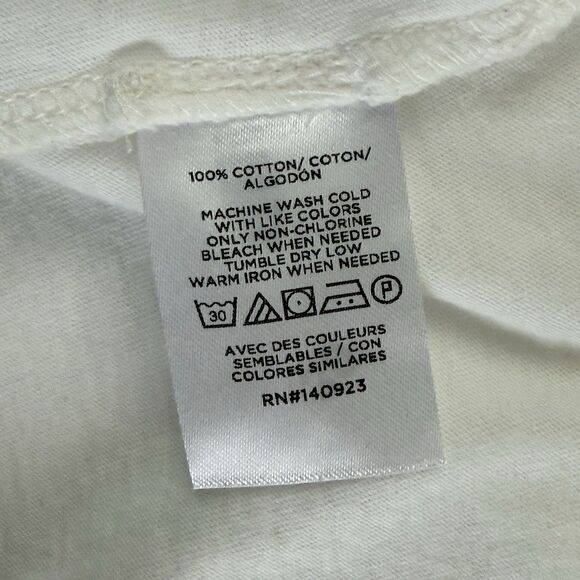 100% COTTON/ COTON/
ALGODÓN
MACHINE WASH COLD
WITH LIKE COLORS
ONLY NON-CHLORINE
BLEACH WHEN NEEDED
TUMBLE DRY LOW
WARM IRON WHEN NEEDED
30 P
AVEC DES COULEURS
SEMBLABLES / CON
COLORES SIMILARES
RN#140923